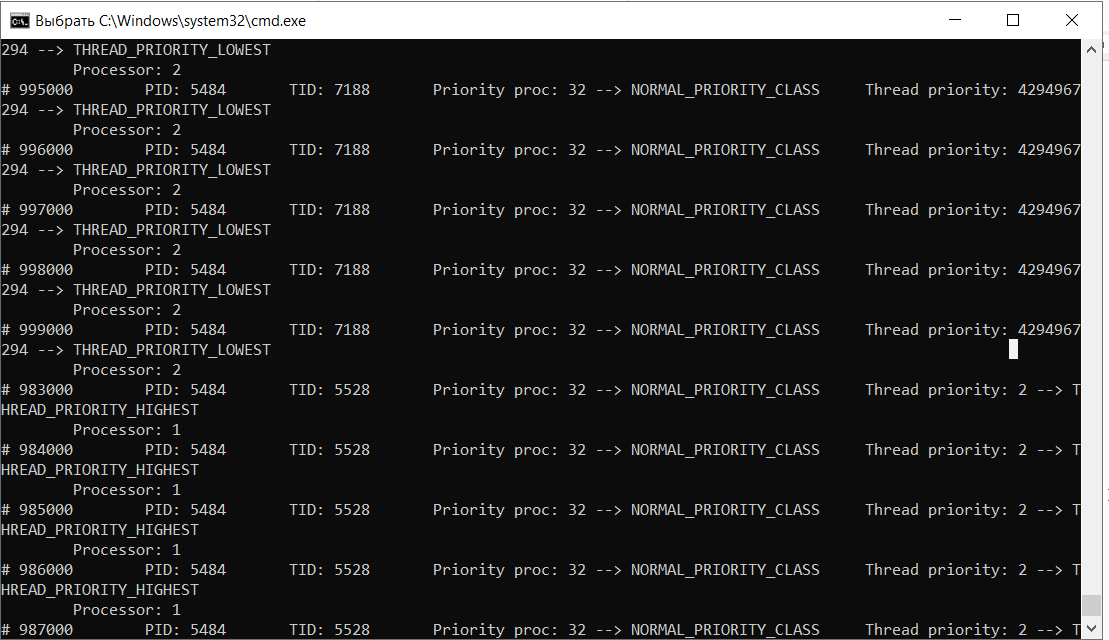 Выбрать C:\Windows\system32\cmd.exe
294 --> THREAD_PRIORITY_LOWEST
Processor: 2
# 995000 PID: 5484 TID: 7188 Priority proc: 32 --> NORMAL_PRIORITY_CLASS Thread priority: 4294967
294 --> THREAD_PRIORITY_LOWEST
Processor: 2
# 996000 PID: 5484 TID: 7188 Priority proc: 32 --> NORMAL_PRIORITY_CLASS Thread priority: 4294967
294 --> THREAD_PRIORITY_LOWEST
Processor: 2
# 997000 PID: 5484 TID: 7188 Priority proc: 32 --> NORMAL_PRIORITY_CLASS Thread priority: 4294967
294 --> THREAD_PRIORITY_LOWEST
Processor: 2
# 998000 PID: 5484 TID: 7188 Priority proc: 32 --> NORMAL_PRIORITY_CLASS Thread priority: 4294967
294 --> THREAD_PRIORITY_LOWEST
Processor: 2
# 999000 PID: 5484 TID: 7188 Priority proc: 32 --> NORMAL_PRIORITY_CLASS Thread priority: 4294967
294 --> THREAD_PRIORITY_LOWEST
Processor: 2
# 983000 PID: 5484 TID: 5528 Priority proc: 32 --> NORMAL_PRIORITY_CLASS Thread priority: 2 --> T
HREAD_PRIORITY_HIGHEST
Processor: 1
# 984000 PID: 5484 TID: 5528 Priority proc: 32 --> NORMAL_PRIORITY_CLASS Thread priority: 2 --> T
HREAD_PRIORITY_HIGHEST
Processor: 1
# 985000 PID: 5484 TID: 5528 Priority proc: 32 --> NORMAL_PRIORITY_CLASS Thread priority: 2 --> T
HREAD_PRIORITY_HIGHEST
Processor: 1
# 986000 PID: 5484 TID: 5528 Priority proc: 32 --> NORMAL_PRIORITY_CLASS Thread priority: 2 --> T
HREAD_PRIORITY_HIGHEST
Processor: 1
# 987000 PID: 5484 TID: 5528 Priority proc: 32 --> NORMAL_PRIORITY_CLASS Thread priority: 2 --> T